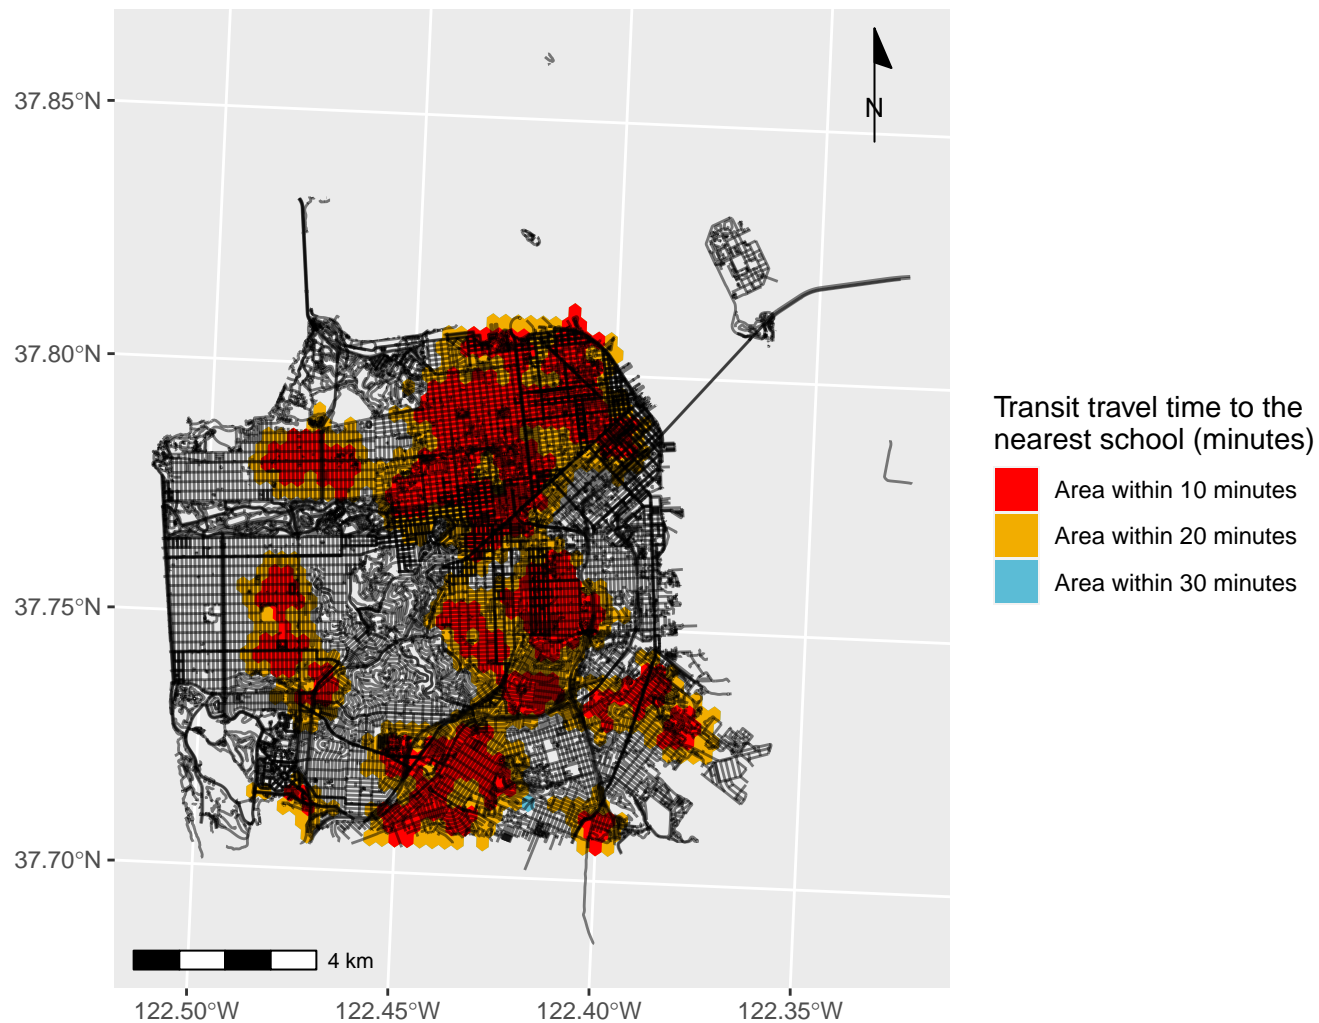 37.85°N
37.80°N
37.75°N
37.70°N
N
4 km
122.50°W
122.45°W
122.40°W
122.35°W
Transit travel time to the
nearest school (minutes)
Area within 10 minutes
Area within 20 minutes
Area within 30 minutes